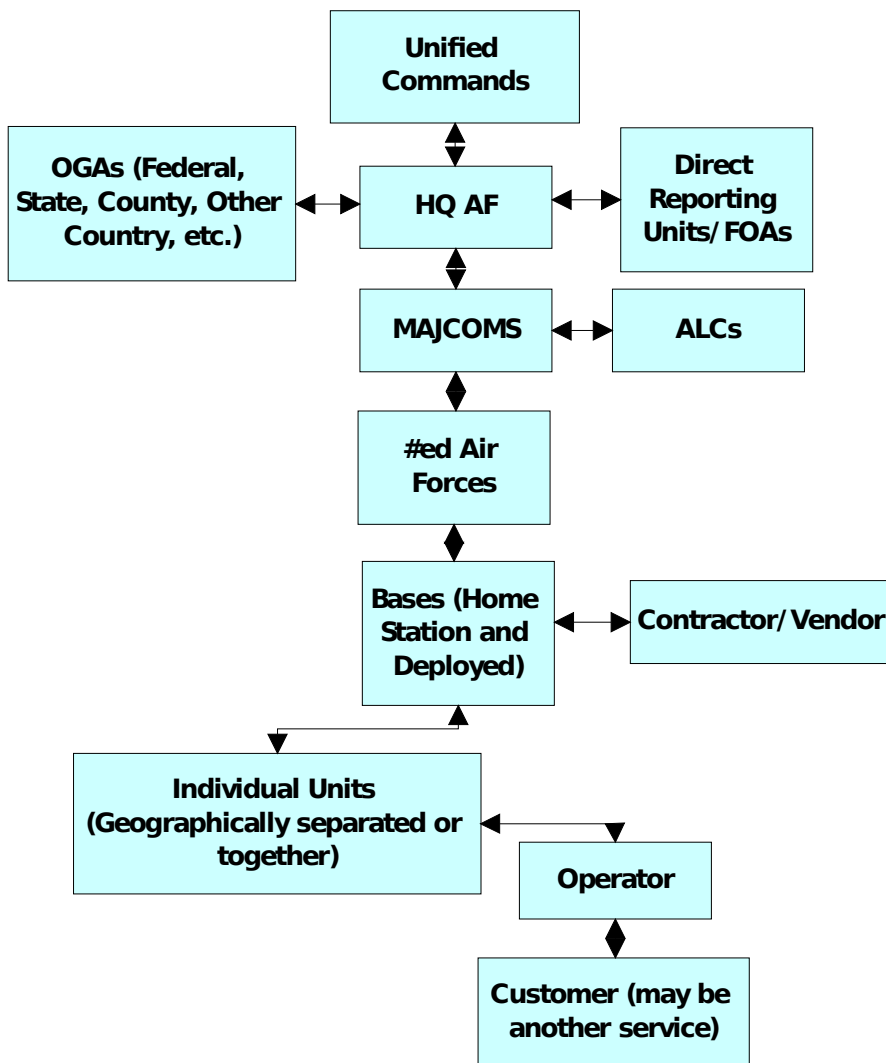 Unified
Commands
OGAs (Federal,
State, County, Other
Country, etc.)
HQ AF
Direct
Reporting
Units/FOAs
MAJCOMS
ALCs
#ed Air
Forces
Bases (Home
Station and
Deployed)
Contractor/Vendor
Individual Units
(Geographically separated or
together)
Operator
Customer (may be
another service)